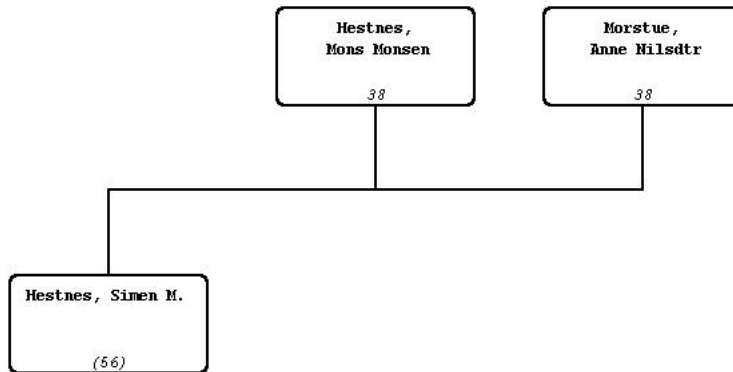 Hestnes,
Mons Monsen
38
Morstue,
Anne Nilsdtr
38
Hestnes, Simen M.
(56)